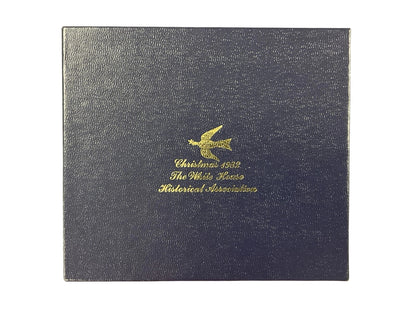 Christmas 1982
The White House
Historical Association